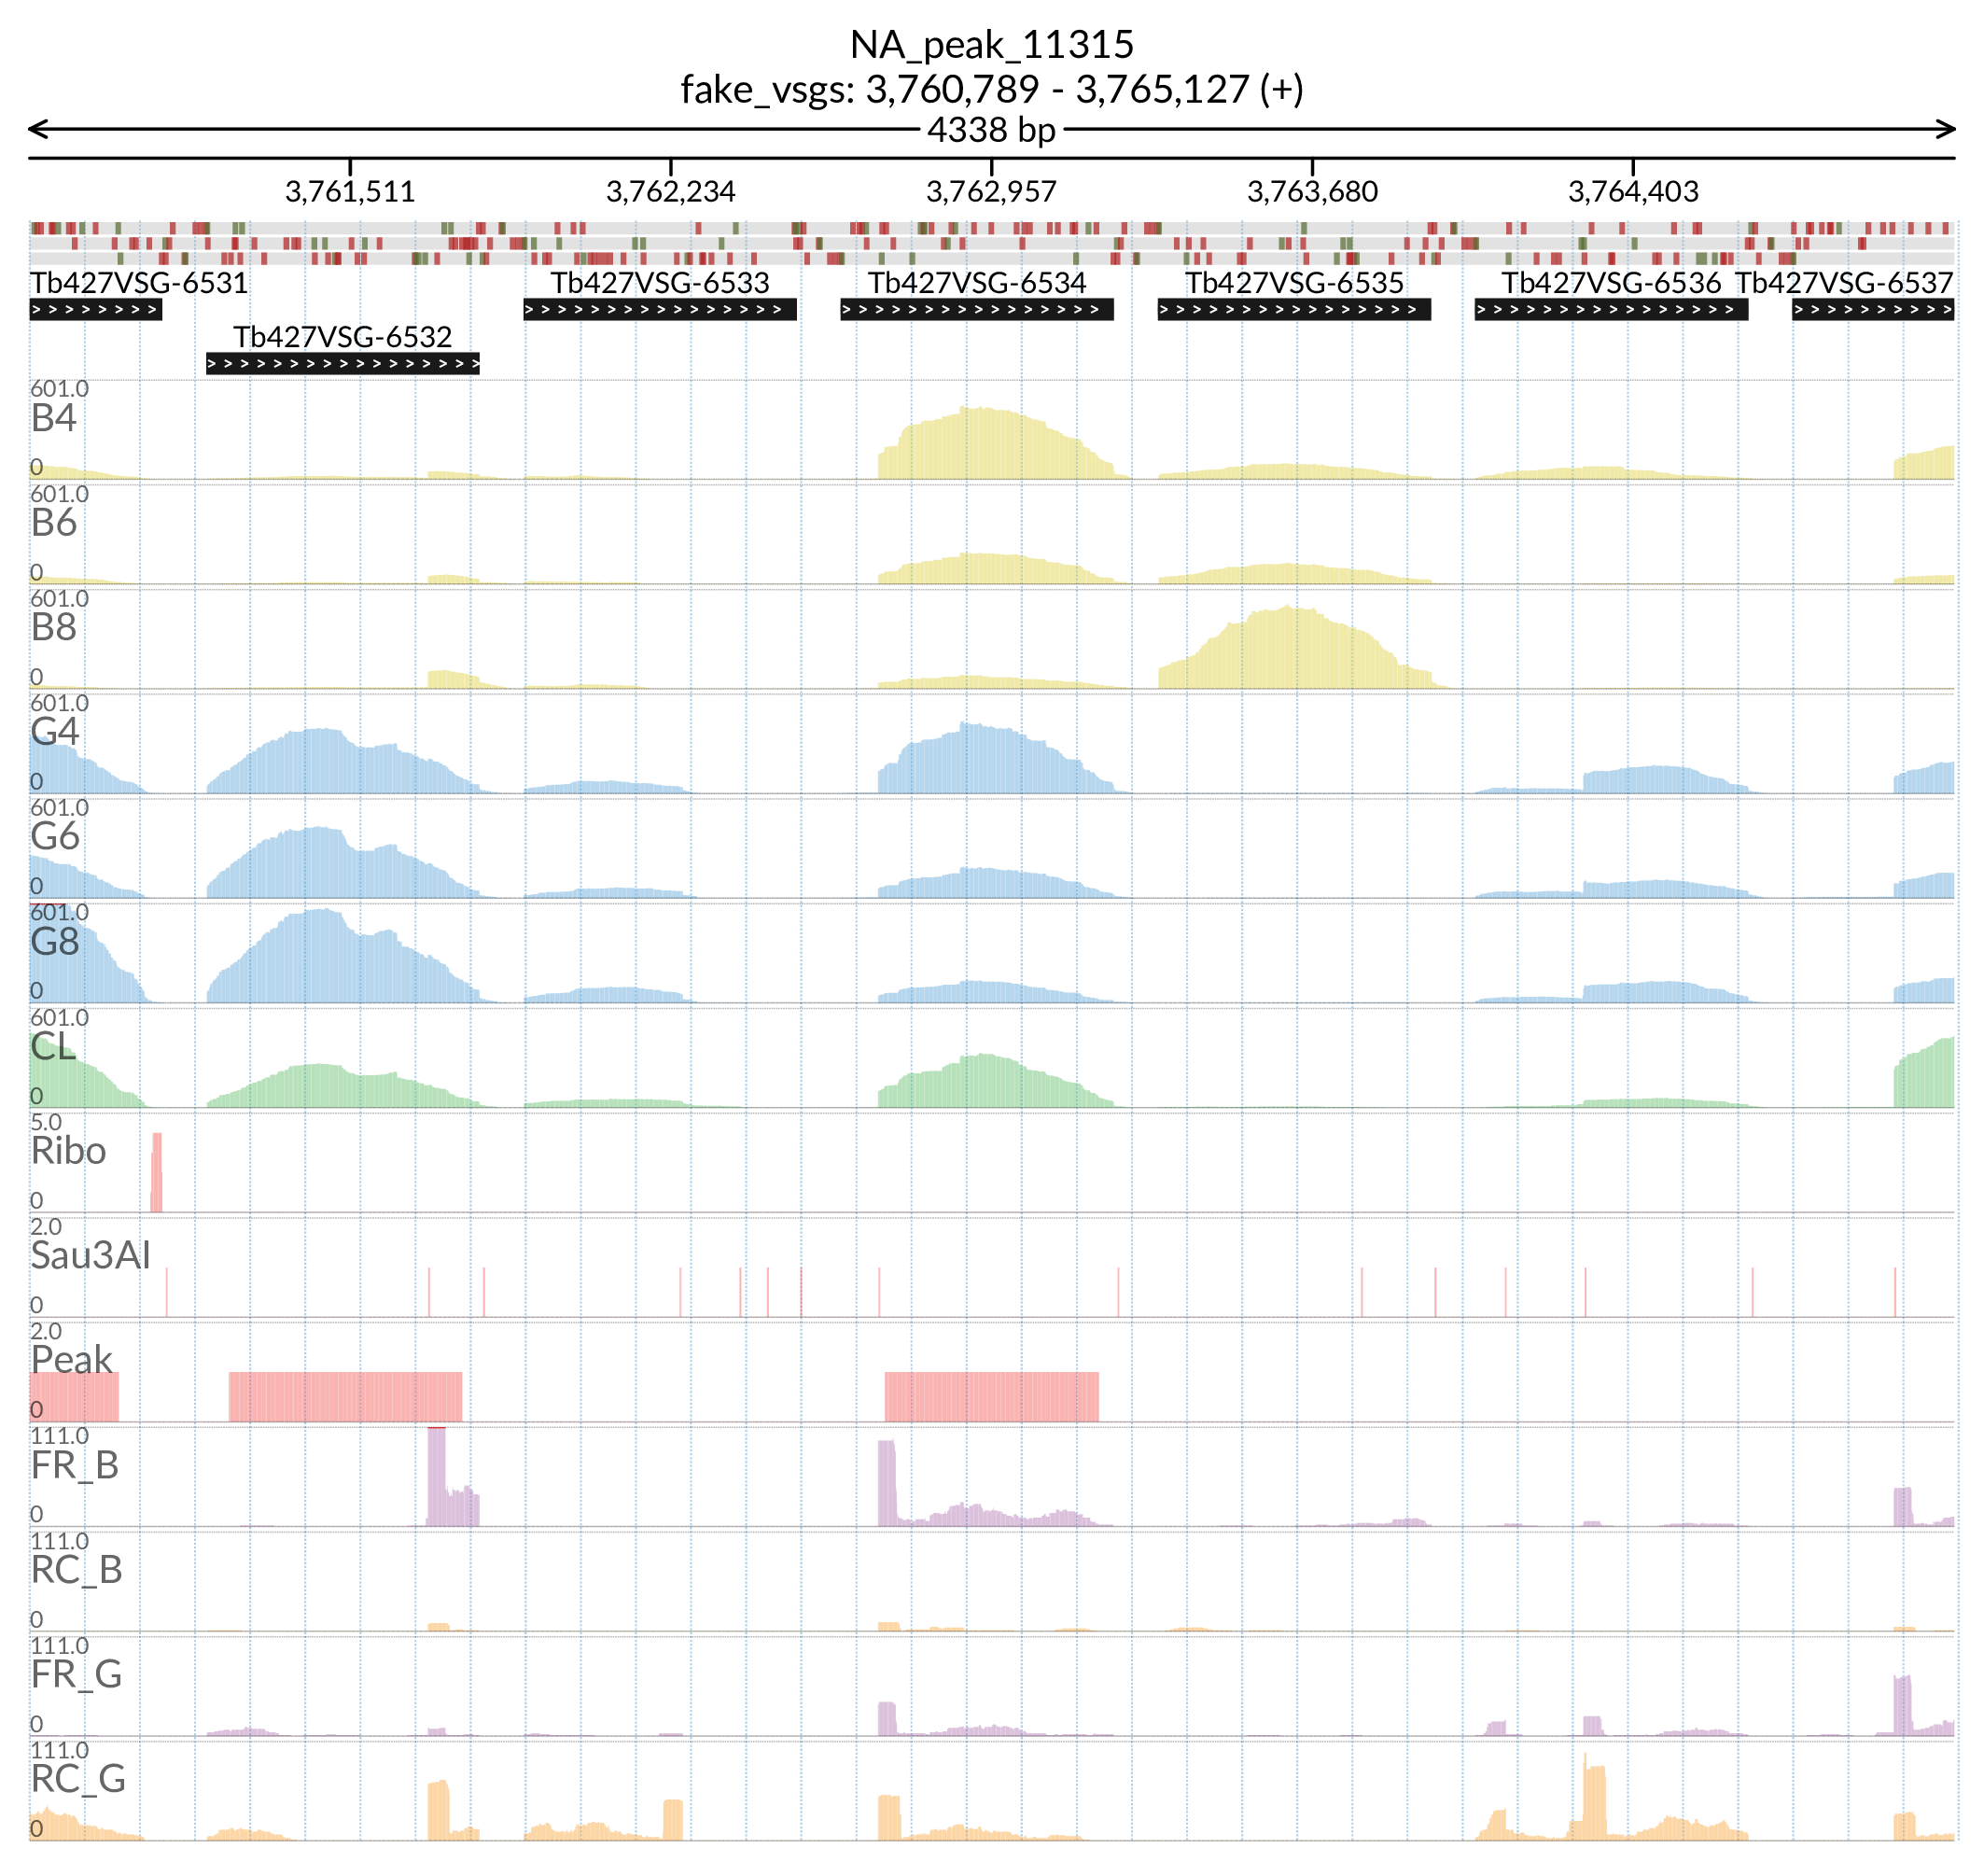 NA_peak_11315
fake_vsgs: 3,760,789 - 3,765,127 (+)
4338 bp
3,761,511 3,762,234 3,762,957 3,763,680 3,764,403
Tb427VSG-6531 Tb427VSG-6533 Tb427VSG-6534 Tb427VSG-6535 Tb427VSG-6536 Tb427VSG-6537
Tb427VSG-6532
601.0
B4
0
601.0
B6
0
601.0
B8
0
601.0
G4
0
601.0
G6
0
601.0
G8
0
601.0
CL
0
5.0
Ribo
0
2.0
Sau3AI
0
2.0
Peak
0
111.0
FR_B
0
111.0
RC_B
0
111.0
FR_G
0
111.0
RC_G
0